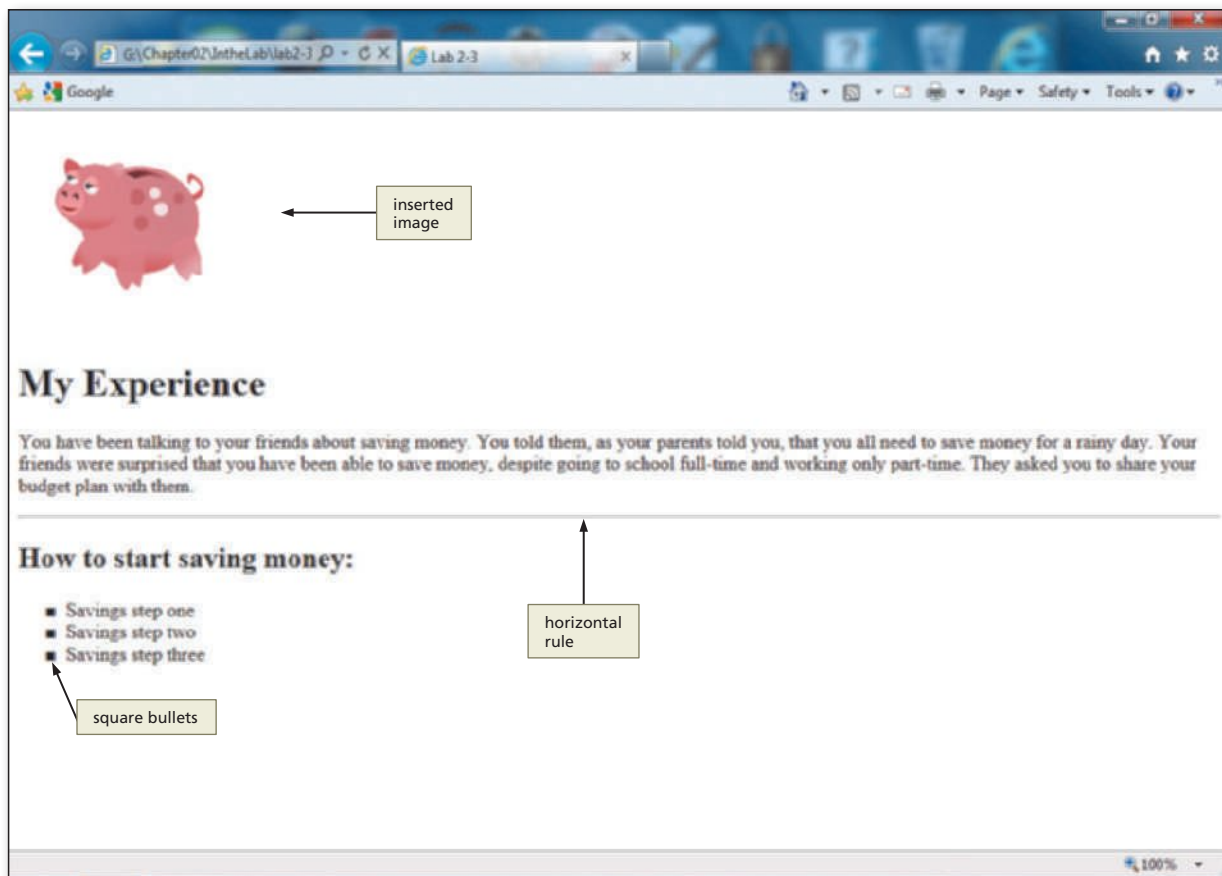 G:\Chapter02\IntheLab\lab2-3
Lab 2-3
Google
Page
Safety
Tools
inserted
image
My Experience
You have been talking to your friends about saving money. You told them, as your parents told you, that you all need to save money for a rainy day. Your
friends were surprised that you have been able to save money, despite going to school full-time and working only part-time. They asked you to share your
budget plan with them.
How to start saving money:
Savings step one
Savings step two
Savings step three
horizontal
rule
square bullets
100%